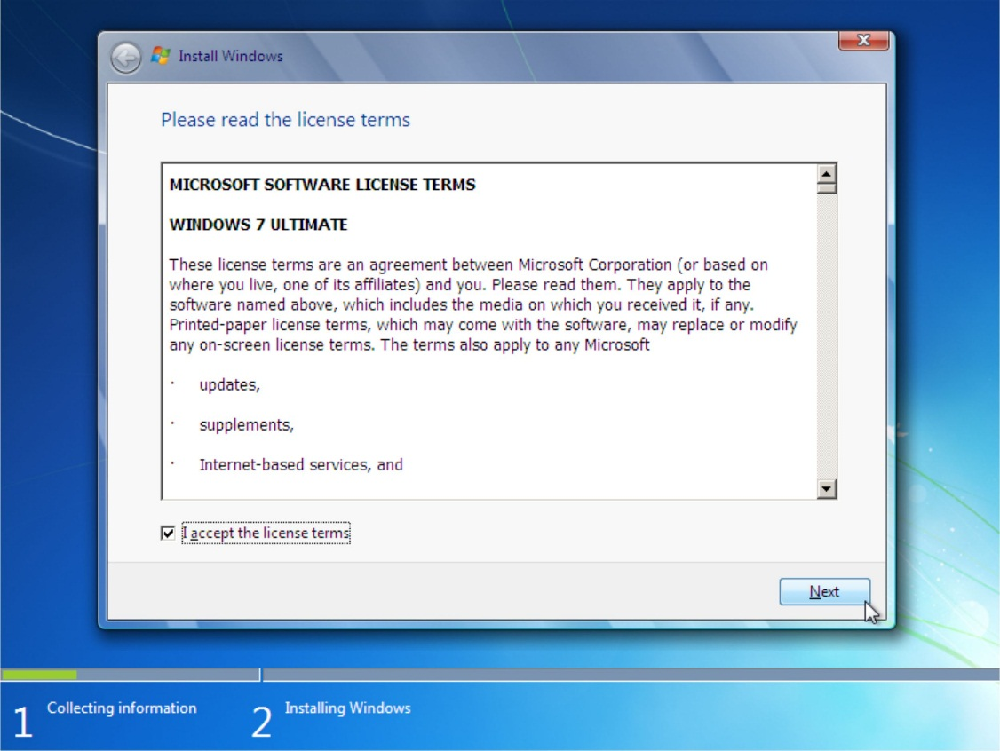 Install Windows
Please read the license terms
MICROSOFT SOFTWARE LICENSE TERMS
WINDOWS 7 ULTIMATE
These license terms are an agreement between Microsoft Corporation (or based on
where you live, one of its affiliates) and you. Please read them. They apply to the
software named above, which includes the media on which you received it, if any.
Printed-paper license terms, which may come with the software, may replace or modify
any on-screen license terms. The terms also apply to any Microsoft
· updates,
· supplements,
· Internet-based services, and
I accept the license terms
Next
1 Collecting information
2 Installing Windows